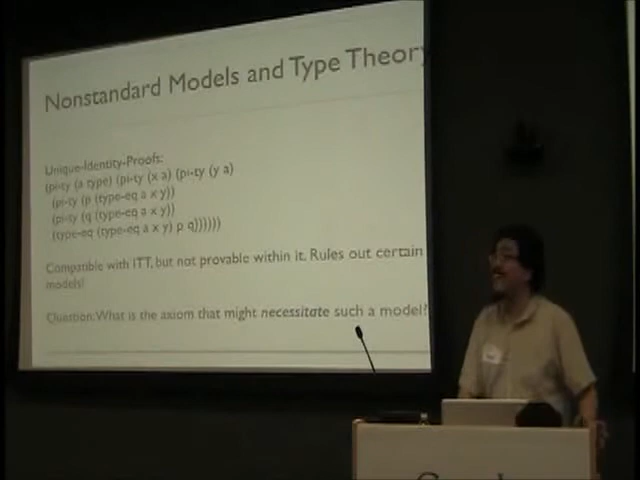 Nonstandard Models and Type Theory
Unique-Identity-Proofs:
(pi-ty (a type) (pi-ty (x a) (pi-ty (y a)
(pi-ty (p (type-eq a x y))
(pi-ty (q (type-eq a x y))
(type-eq (type-eq a x y) p q))))))
Compatible with ITT, but not provable within it. Rules out certain
models!
Question: What is the axiom that might necessitate such a model?